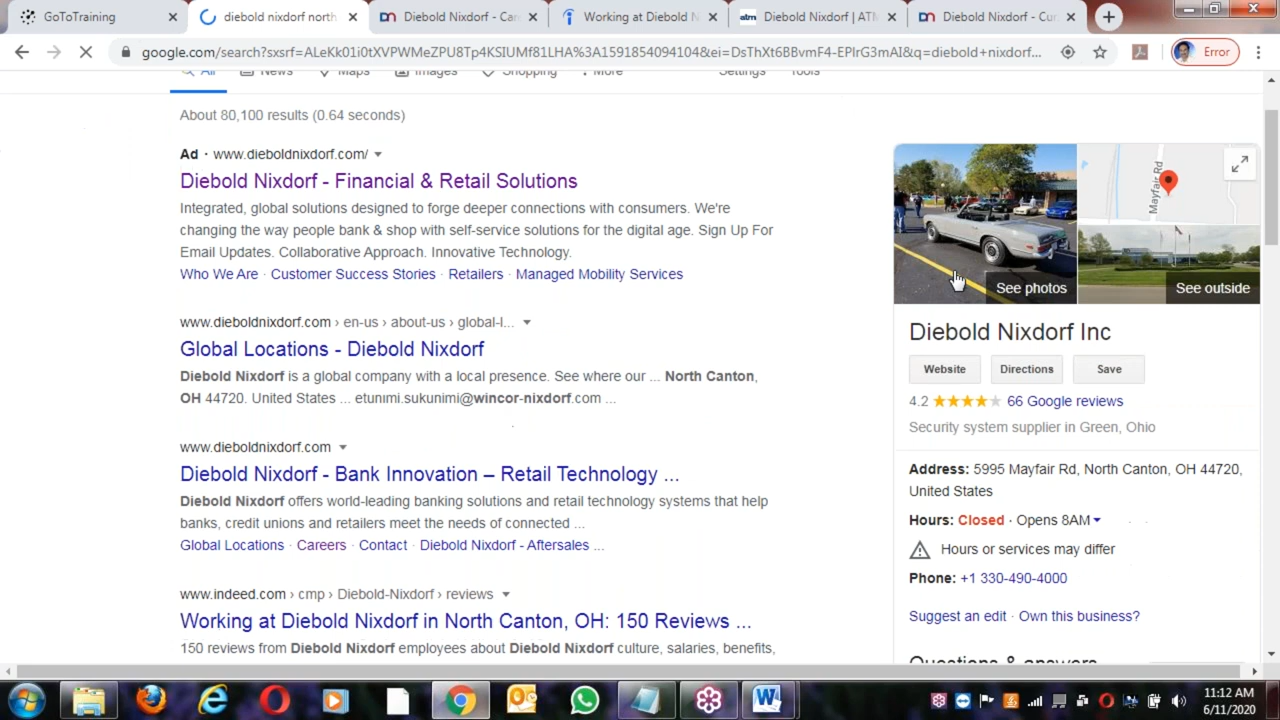 GoToTraining
diebold nixdorf north
Diebold Nixdorf - Car
Working at Diebold N
atm Diebold Nixdorf | ATM
Diebold Nixdorf - Cur
google.com/search?sxsrf=ALeKk01i0tXVPWMeZPU8Tp4KSIUMf81LHA%3A1591854094104&ei=DsThXt6BBvmF4-EPlrG3mAI&q=diebold+nixdorf...
Error
All News Maps Images Shopping More Settings Tools
About 80,100 results (0.64 seconds)
Ad · www.dieboldnixdorf.com/
Diebold Nixdorf - Financial & Retail Solutions
Integrated, global solutions designed to forge deeper connections with consumers. We're
changing the way people bank & shop with self-service solutions for the digital age. Sign Up For
Email Updates. Collaborative Approach. Innovative Technology.
Who We Are · Customer Success Stories · Retailers · Managed Mobility Services
www.dieboldnixdorf.com › en-us › about-us › global-l...
Global Locations - Diebold Nixdorf
Diebold Nixdorf is a global company with a local presence. See where our ... North Canton,
OH 44720. United States ... etunimi.sukunimi@wincor-nixdorf.com ...
www.dieboldnixdorf.com
Diebold Nixdorf - Bank Innovation – Retail Technology ...
Diebold Nixdorf offers world-leading banking solutions and retail technology systems that help
banks, credit unions and retailers meet the needs of connected ...
Global Locations · Careers · Contact · Diebold Nixdorf - Aftersales ...
www.indeed.com › cmp › Diebold-Nixdorf › reviews
Working at Diebold Nixdorf in North Canton, OH: 150 Reviews ...
150 reviews from Diebold Nixdorf employees about Diebold Nixdorf culture, salaries, benefits,
Mayfair Rd
See photos
See outside
Diebold Nixdorf Inc
Website
Directions
Save
4.2 66 Google reviews
Security system supplier in Green, Ohio
Address: 5995 Mayfair Rd, North Canton, OH 44720,
United States
Hours: Closed · Opens 8AM
Hours or services may differ
Phone: +1 330-490-4000
Suggest an edit · Own this business?
Questions & answers
11:12 AM
6/11/2020